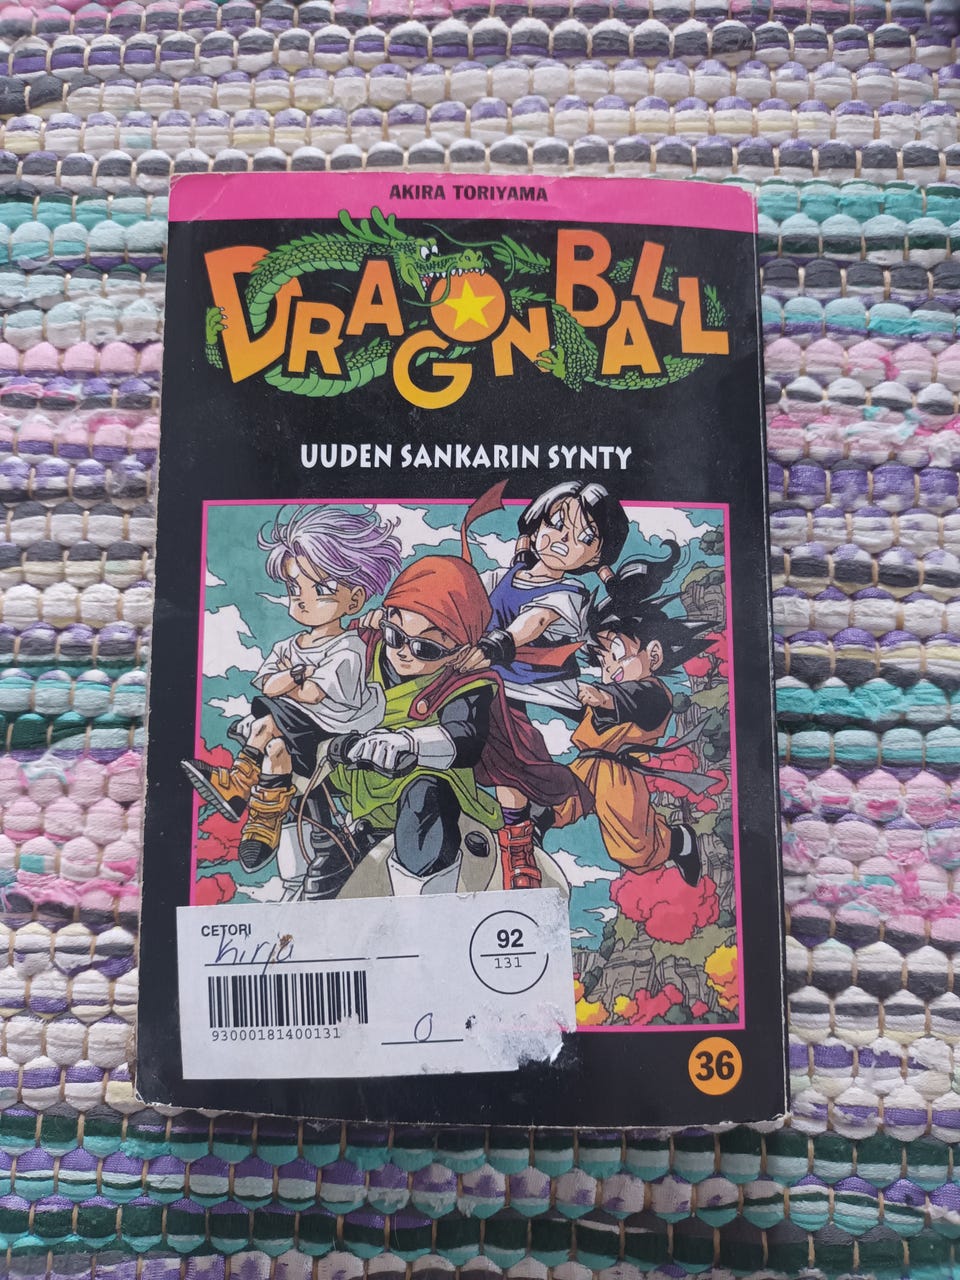 AKIRA TORIYAMA
DRAGON BALL
UUDEN SANKARIN SYNTY
CETORI
kirja
92
131
93000181400131
0
36